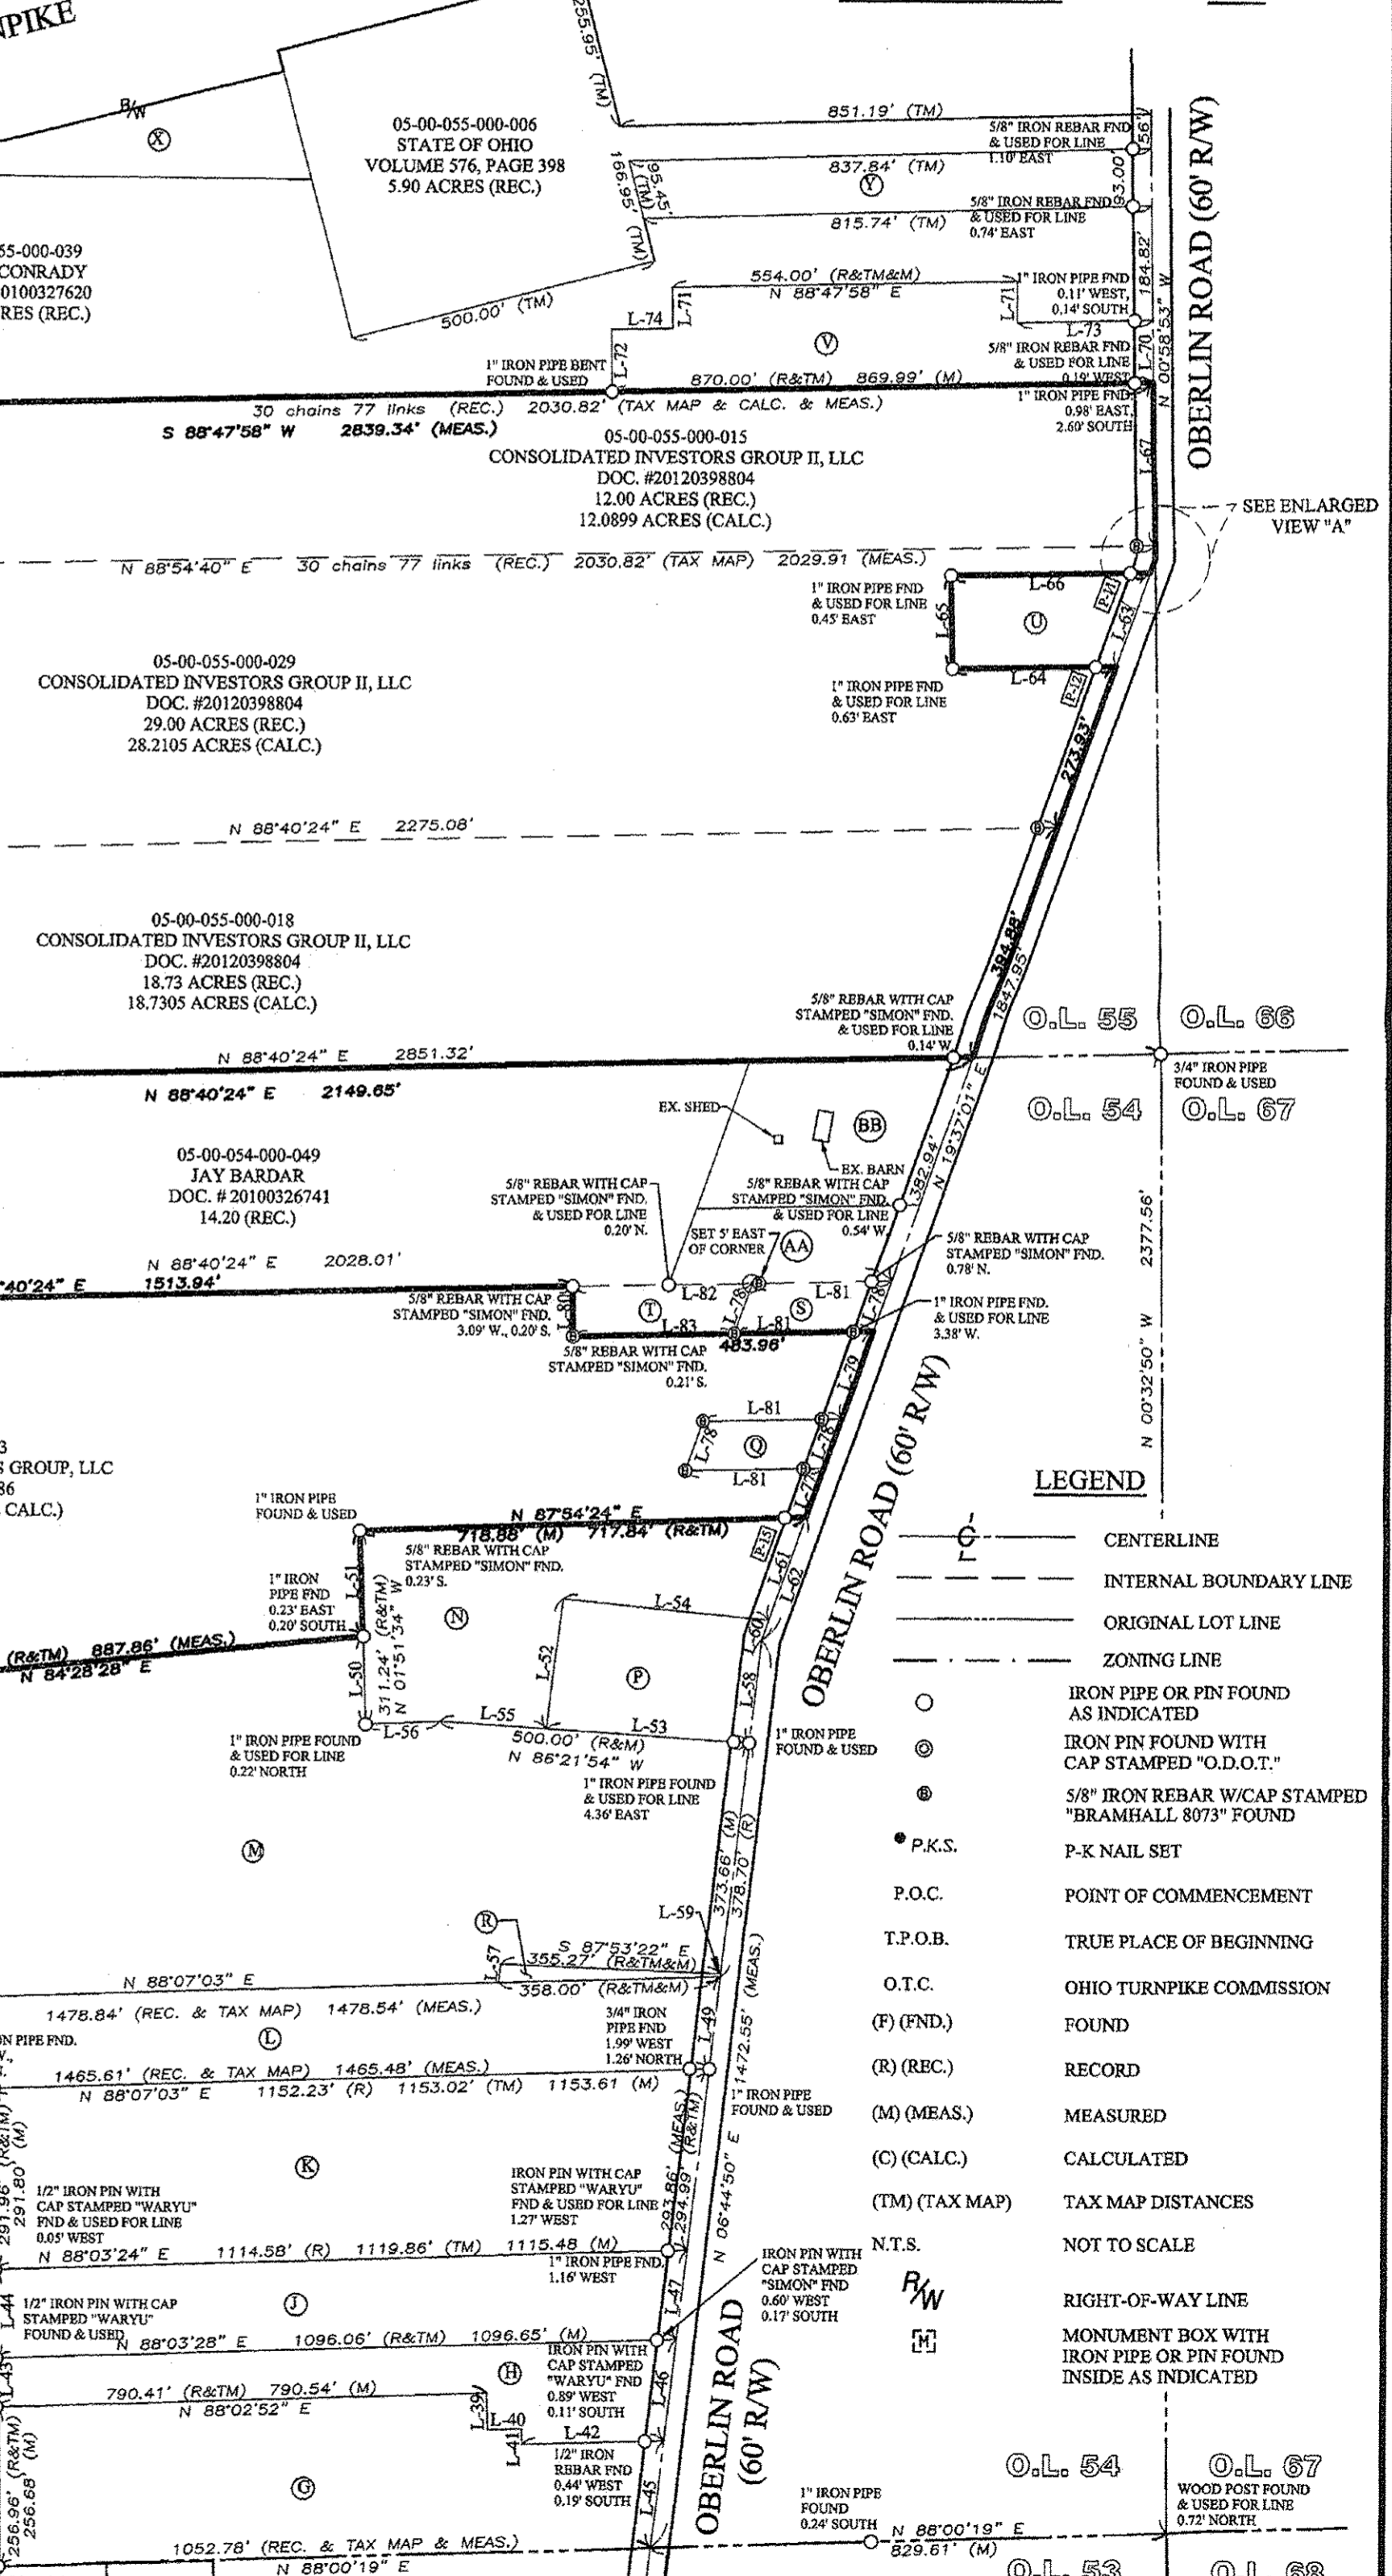 NPIKE
R/W
X
05-00-055-000-006
STATE OF OHIO
VOLUME 576, PAGE 398
5.90 ACRES (REC.)
255.95' (TM)
851.19' (TM)
5/8" IRON REBAR FND
& USED FOR LINE
1.10' EAST
837.84' (TM)
Y
95.45'
(TM)
166.95' (TM)
93.00'
5/8" IRON REBAR FND
& USED FOR LINE
0.74' EAST
815.74' (TM)
184.82'
OBERLIN ROAD (60' R/W)
55-000-039
CONRADY
0100327620
RES (REC.)
500.00' (TM)
554.00' (R&TM&M)
N 88°47'58" E
L-71
L-71
L-74
L-72
1" IRON PIPE FND
0.11' WEST,
0.14' SOUTH
L-73
V
5/8" IRON REBAR FND
& USED FOR LINE
0.19' WEST
L-70
N 00°58'53" W
1" IRON PIPE BENT
FOUND & USED
870.00' (R&TM) 869.99' (M)
1" IRON PIPE FND
0.98' EAST,
2.60' SOUTH
30 chains 77 links (REC.) 2030.82' (TAX MAP & CALC. & MEAS.)
S 88°47'58" W 2839.34' (MEAS.)
L-67
05-00-055-000-015
CONSOLIDATED INVESTORS GROUP II, LLC
DOC. #20120398804
12.00 ACRES (REC.)
12.0899 ACRES (CALC.)
SEE ENLARGED
VIEW "A"
N 88°54'40" E 30 chains 77 links (REC.) 2030.82' (TAX MAP) 2029.91 (MEAS.)
1" IRON PIPE FND
& USED FOR LINE
0.45' EAST
L-66
P-11
L-63
L-65
U
L-64
P-12
1" IRON PIPE FND
& USED FOR LINE
0.63' EAST
05-00-055-000-029
CONSOLIDATED INVESTORS GROUP II, LLC
DOC. #20120398804
29.00 ACRES (REC.)
28.2105 ACRES (CALC.)
273.93'
N 88°40'24" E 2275.08'
05-00-055-000-018
CONSOLIDATED INVESTORS GROUP II, LLC
DOC. #20120398804
18.73 ACRES (REC.)
18.7305 ACRES (CALC.)
394.88'
1847.95'
5/8" REBAR WITH CAP
STAMPED "SIMON" FND.
& USED FOR LINE
0.14' W.
O.L. 55 O.L. 66
N 88°40'24" E 2851.32'
3/4" IRON PIPE
FOUND & USED
N 88°40'24" E 2149.65'
O.L. 54 O.L. 67
EX. SHED
BB
EX. BARN
N 19°37'01" E
382.94'
05-00-054-000-049
JAY BARDAR
DOC. # 20100326741
14.20 (REC.)
5/8" REBAR WITH CAP
STAMPED "SIMON" FND.
& USED FOR LINE
0.20' N.
5/8" REBAR WITH CAP
STAMPED "SIMON" FND.
& USED FOR LINE
0.54' W.
SET 5' EAST
OF CORNER
AA
5/8" REBAR WITH CAP
STAMPED "SIMON" FND.
0.78' N.
N 88°40'24" E 2028.01'
°40'24" E 1513.94'
N 00°32'50" W 2377.56'
L-82
L-81
L-80
5/8" REBAR WITH CAP
STAMPED "SIMON" FND.
3.09' W., 0.20' S.
T
L-78
S
L-78
1" IRON PIPE FND.
& USED FOR LINE
3.38' W.
L-83
L-81
483.96'
5/8" REBAR WITH CAP
STAMPED "SIMON" FND.
0.21' S.
L-79
OBERLIN ROAD (60' R/W)
L-81
L-78
Q
L-78
L-81
3
S GROUP, LLC
86
CALC.)
L-77
1" IRON PIPE
FOUND & USED
N 87°54'24" E
718.88' (M) 717.84' (R&TM)
P-15
5/8" REBAR WITH CAP
STAMPED "SIMON" FND.
0.23' S.
L-51
L-61
L-62
1" IRON
PIPE FND
0.23' EAST
0.20' SOUTH
311.24' (R&TM)
N 01°51'34" W
N
L-54
L-60
L-52
P
(R&TM) 887.86' (MEAS.)
N 84°28'28" E
L-50
L-58
L-56
L-55
L-53
500.00' (R&M)
N 86°21'54" W
1" IRON PIPE FOUND
& USED FOR LINE
0.22' NORTH
1" IRON PIPE
FOUND & USED
1" IRON PIPE FOUND
& USED FOR LINE
4.36' EAST
M
373.66' (M)
378.70' (R)
R
L-59
S 87°53'22" E
355.27' (R&TM&M)
L-57
358.00' (R&TM&M)
N 88°07'03" E
1478.84' (REC. & TAX MAP) 1478.54' (MEAS.)
1472.55' (MEAS.)
3/4" IRON
PIPE FND
1.99' WEST
1.26' NORTH
L-49
N PIPE FND.
L
1465.61' (REC. & TAX MAP) 1465.48' (MEAS.)
N 88°07'03" E 1152.23' (R) 1153.02' (TM) 1153.61 (M)
1" IRON PIPE
FOUND & USED
N 06°44'50" E
293.86' (MEAS.)
294.99' (R&TM)
291.96' (R&TM)
291.80' (M)
K
1/2" IRON PIN WITH
CAP STAMPED "WARYU"
FND & USED FOR LINE
0.05' WEST
IRON PIN WITH CAP
STAMPED "WARYU"
FND & USED FOR LINE
1.27' WEST
N 88°03'24" E 1114.58' (R) 1119.86' (TM) 1115.48 (M)
1" IRON PIPE FND.
1.16' WEST
IRON PIN WITH
CAP STAMPED
"SIMON" FND
0.60' WEST
0.17' SOUTH
L-44
1/2" IRON PIN WITH CAP
STAMPED "WARYU"
FOUND & USED
J
L-47
N 88°03'28" E 1096.06' (R&TM) 1096.65' (M)
IRON PIN WITH
CAP STAMPED
"WARYU" FND
0.89' WEST
0.11' SOUTH
L-43
H
L-46
790.41' (R&TM) 790.54' (M)
N 88°02'52" E
L-39
L-40
L-41
L-42
1/2" IRON
REBAR FND
0.44' WEST
0.19' SOUTH
OBERLIN ROAD
(60' R/W)
G
256.96' (R&TM)
256.68' (M)
L-45
1" IRON PIPE
FOUND
0.24' SOUTH
1052.78' (REC. & TAX MAP & MEAS.)
N 88°00'19" E
N 88°00'19" E
829.61' (M)
O.L. 54 O.L. 67
WOOD POST FOUND
& USED FOR LINE
0.72' NORTH
O.L. 53 O.L. 68
LEGEND
CENTERLINE
INTERNAL BOUNDARY LINE
ORIGINAL LOT LINE
ZONING LINE
IRON PIPE OR PIN FOUND
AS INDICATED
IRON PIN FOUND WITH
CAP STAMPED "O.D.O.T."
5/8" IRON REBAR W/CAP STAMPED
"BRAMHALL 8073" FOUND
P.K.S. P-K NAIL SET
P.O.C. POINT OF COMMENCEMENT
T.P.O.B. TRUE PLACE OF BEGINNING
O.T.C. OHIO TURNPIKE COMMISSION
(F) (FND.) FOUND
(R) (REC.) RECORD
(M) (MEAS.) MEASURED
(C) (CALC.) CALCULATED
(TM) (TAX MAP) TAX MAP DISTANCES
N.T.S. NOT TO SCALE
R/W RIGHT-OF-WAY LINE
M MONUMENT BOX WITH
IRON PIPE OR PIN FOUND
INSIDE AS INDICATED